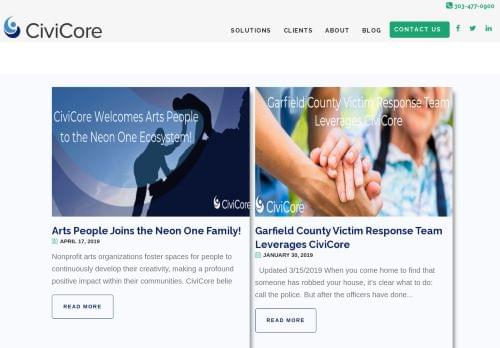 303-477-0900
CiviCore
SOLUTIONS CLIENTS ABOUT BLOG CONTACT US
CiviCore Welcomes Arts People
to the Neon One Ecosystem!
CiviCore
Arts People Joins the Neon One Family!
APRIL 17, 2019
Nonprofit arts organizations foster spaces for people to
continuously develop their creativity, making a profound
positive impact within their communities. CiviCore belie
READ MORE
Garfield County Victim Response Team
Leverages CiviCore
CiviCore
Garfield County Victim Response Team
Leverages CiviCore
JANUARY 30, 2019
Updated 3/15/2019 When you come home to find that
someone has robbed your house, it's clear what to do:
call the police. But after the officers have done...
READ MORE